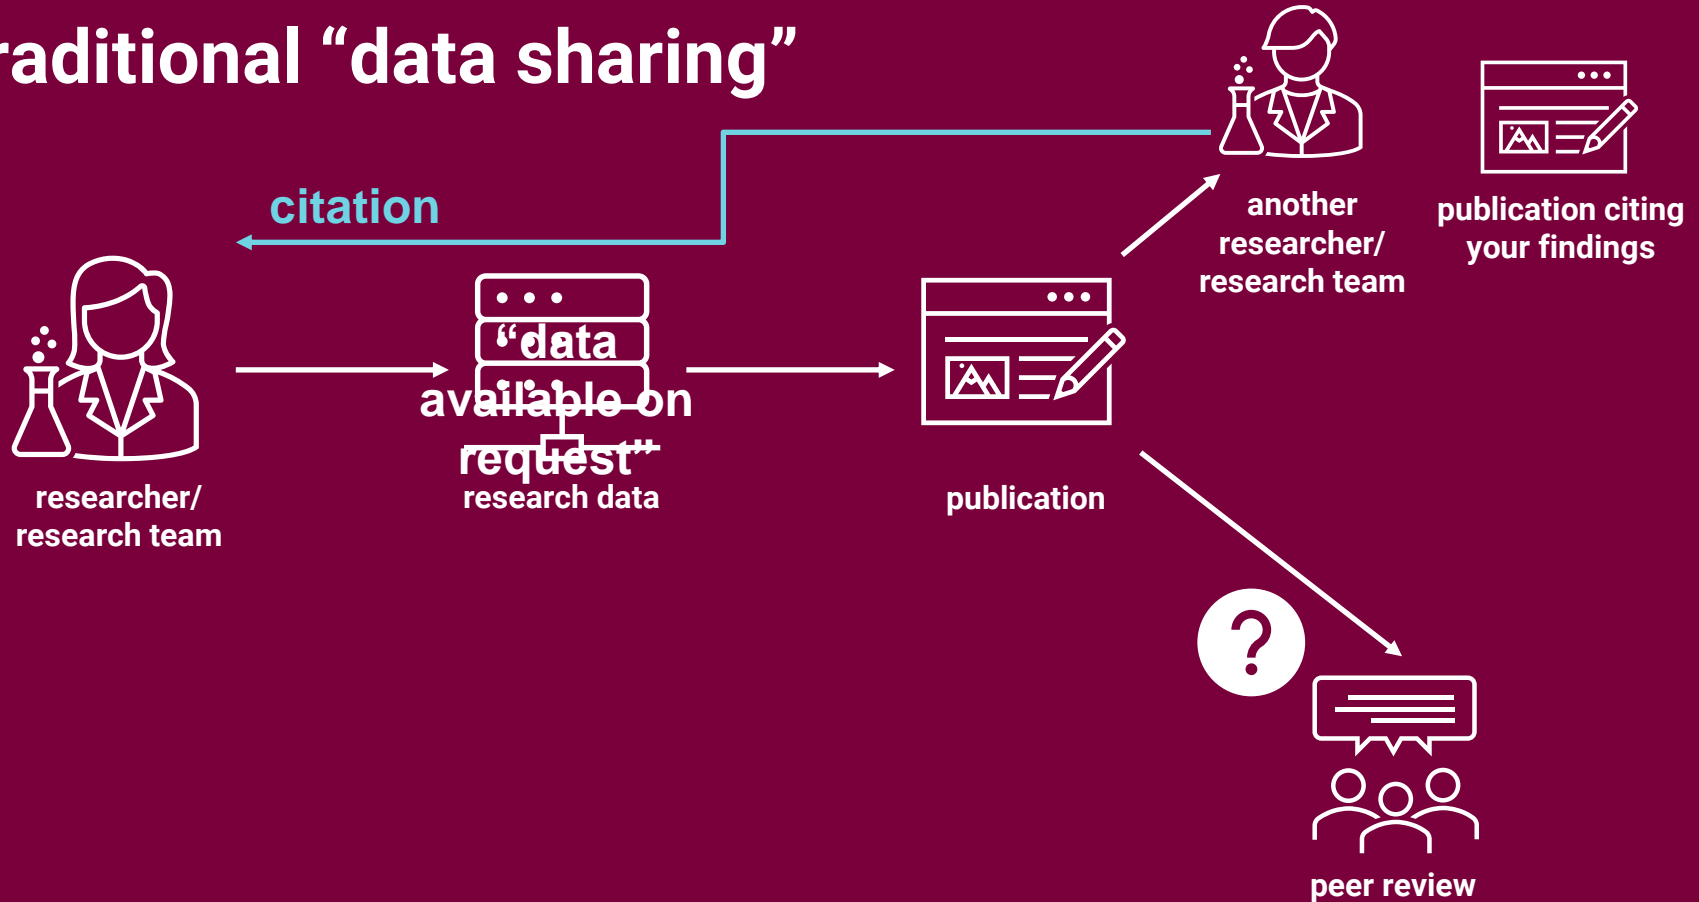 raditional “data sharing”
citation
another
researcher/
research team
publication citing
your findings
“data
available on
request”
researcher/
research team
research data
publication
?
peer review